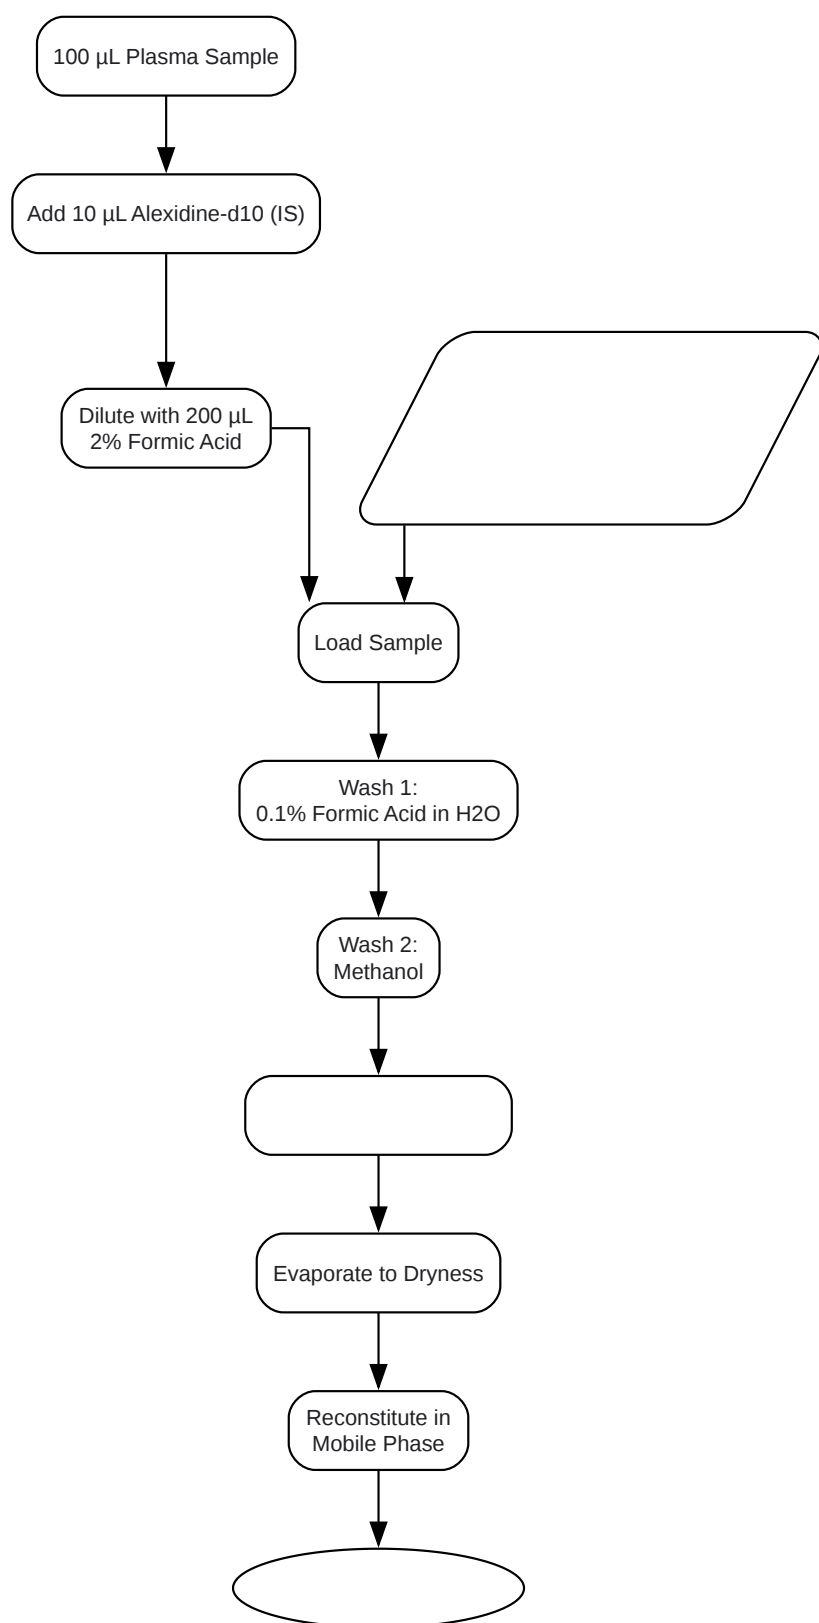 100 µL Plasma Sample
Add 10 µL Alexidine-d10 (IS)
Dilute with 200 µL
2% Formic Acid
Load Sample
Wash 1:
0.1% Formic Acid in H2O
Wash 2:
Methanol
Evaporate to Dryness
Reconstitute in
Mobile Phase